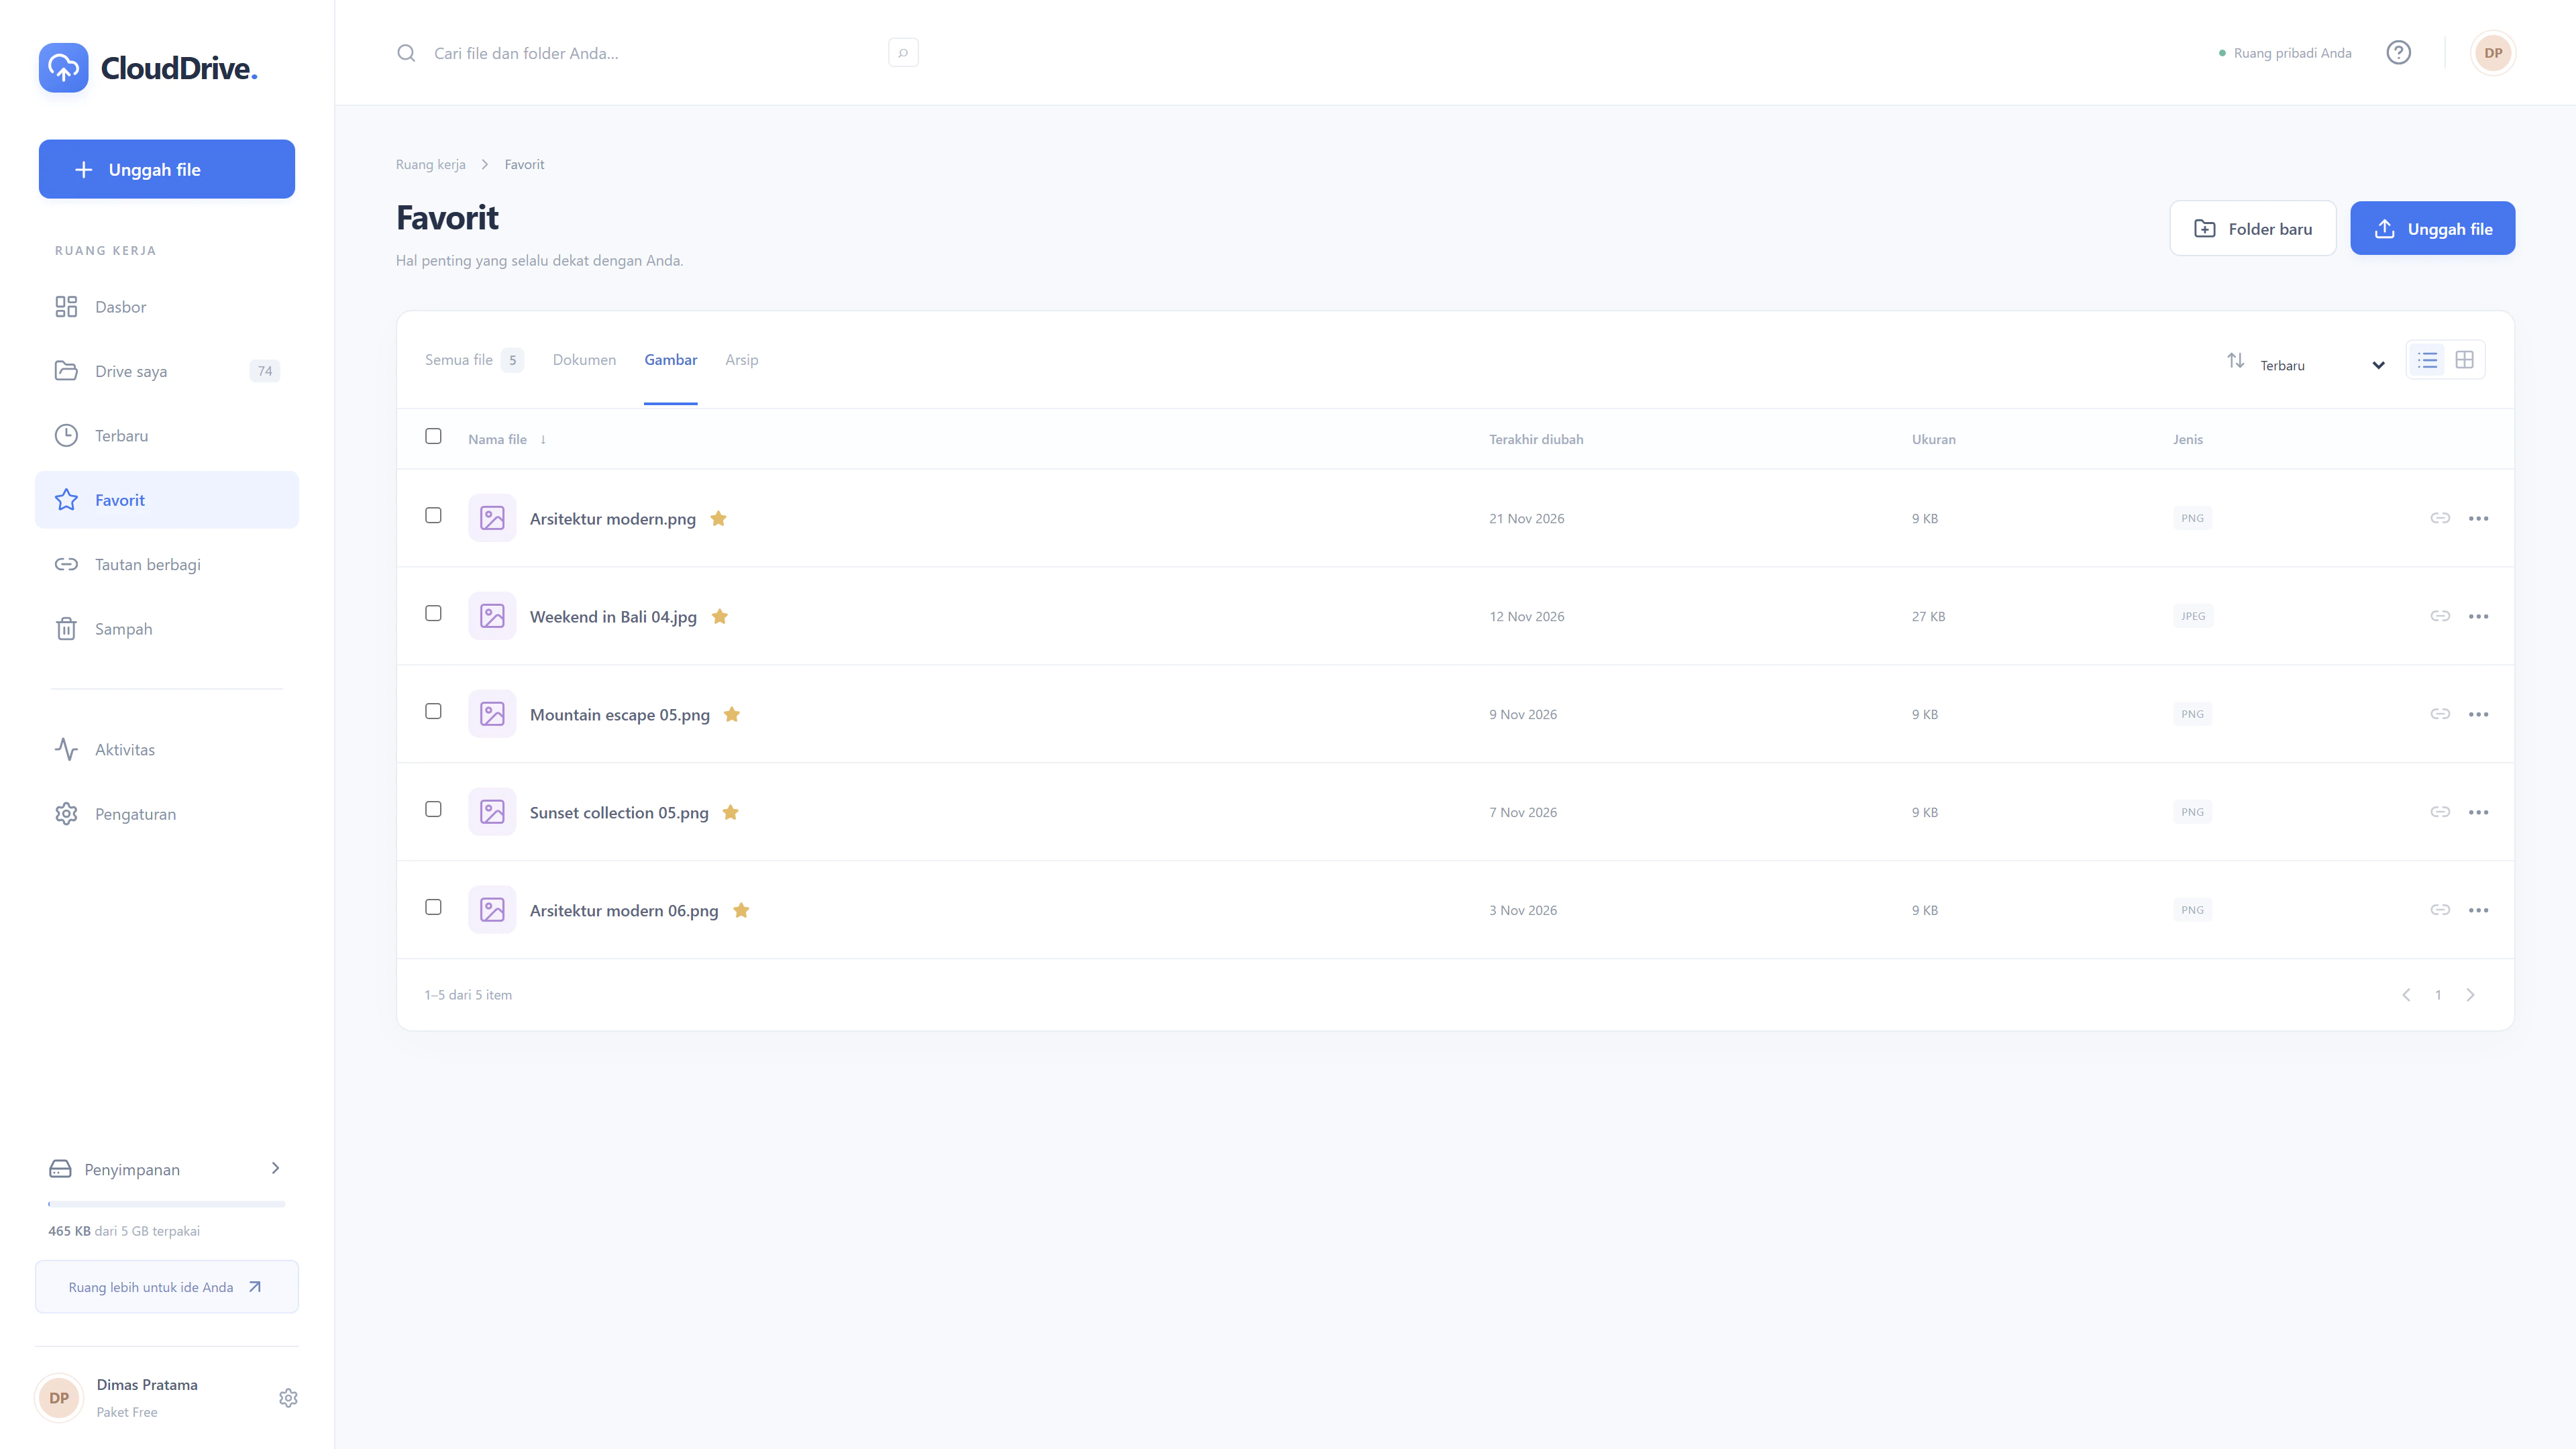 CloudDrive.
Unggah file
RUANG KERJA
Dasbor
Drive saya 74
Terbaru
Favorit
Tautan berbagi
Sampah
Aktivitas
Pengaturan
Penyimpanan
465 KB dari 5 GB terpakai
Ruang lebih untuk ide Anda
DP Dimas Pratama
Paket Free
Cari file dan folder Anda...
Ruang pribadi Anda
DP
Ruang kerja > Favorit
Favorit
Hal penting yang selalu dekat dengan Anda.
Folder baru
Unggah file
Semua file 5 Dokumen Gambar Arsip
Terbaru
Nama file ↓ Terakhir diubah Ukuran Jenis
Arsitektur modern.png 21 Nov 2026 9 KB PNG
Weekend in Bali 04.jpg 12 Nov 2026 27 KB JPEG
Mountain escape 05.png 9 Nov 2026 9 KB PNG
Sunset collection 05.png 7 Nov 2026 9 KB PNG
Arsitektur modern 06.png 3 Nov 2026 9 KB PNG
1–5 dari 5 item
1